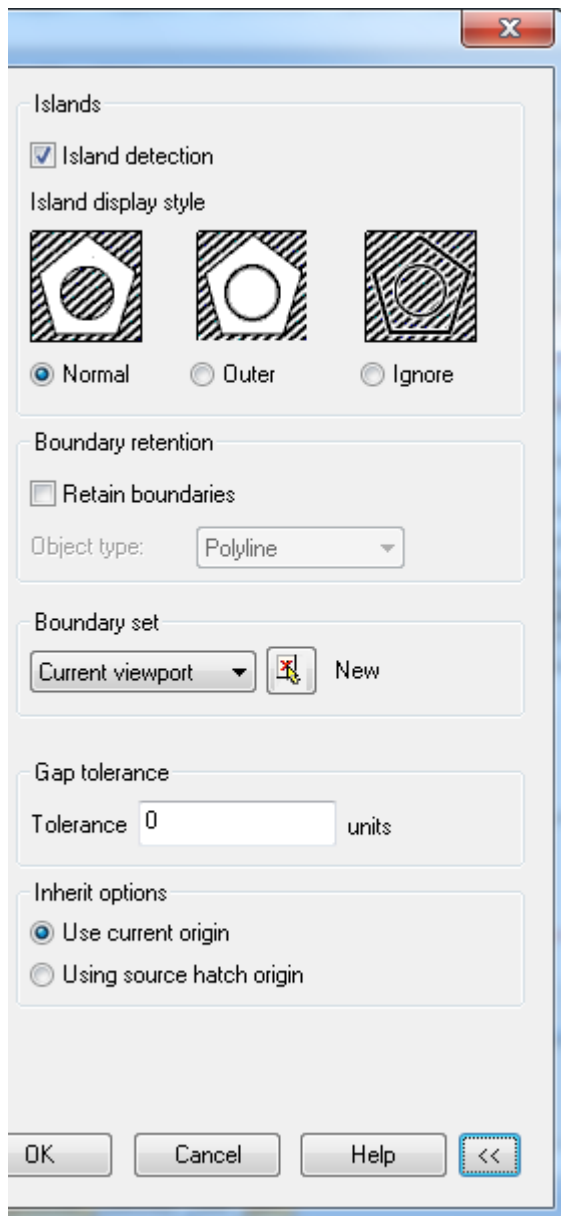 Islands
Island detection
Island display style
Normal Outer Ignore
Boundary retention
Retain boundaries
Object type: Polyline
Boundary set
Current viewport New
Gap tolerance
Tolerance 0 units
Inherit options
Use current origin
Using source hatch origin
OK Cancel Help <<